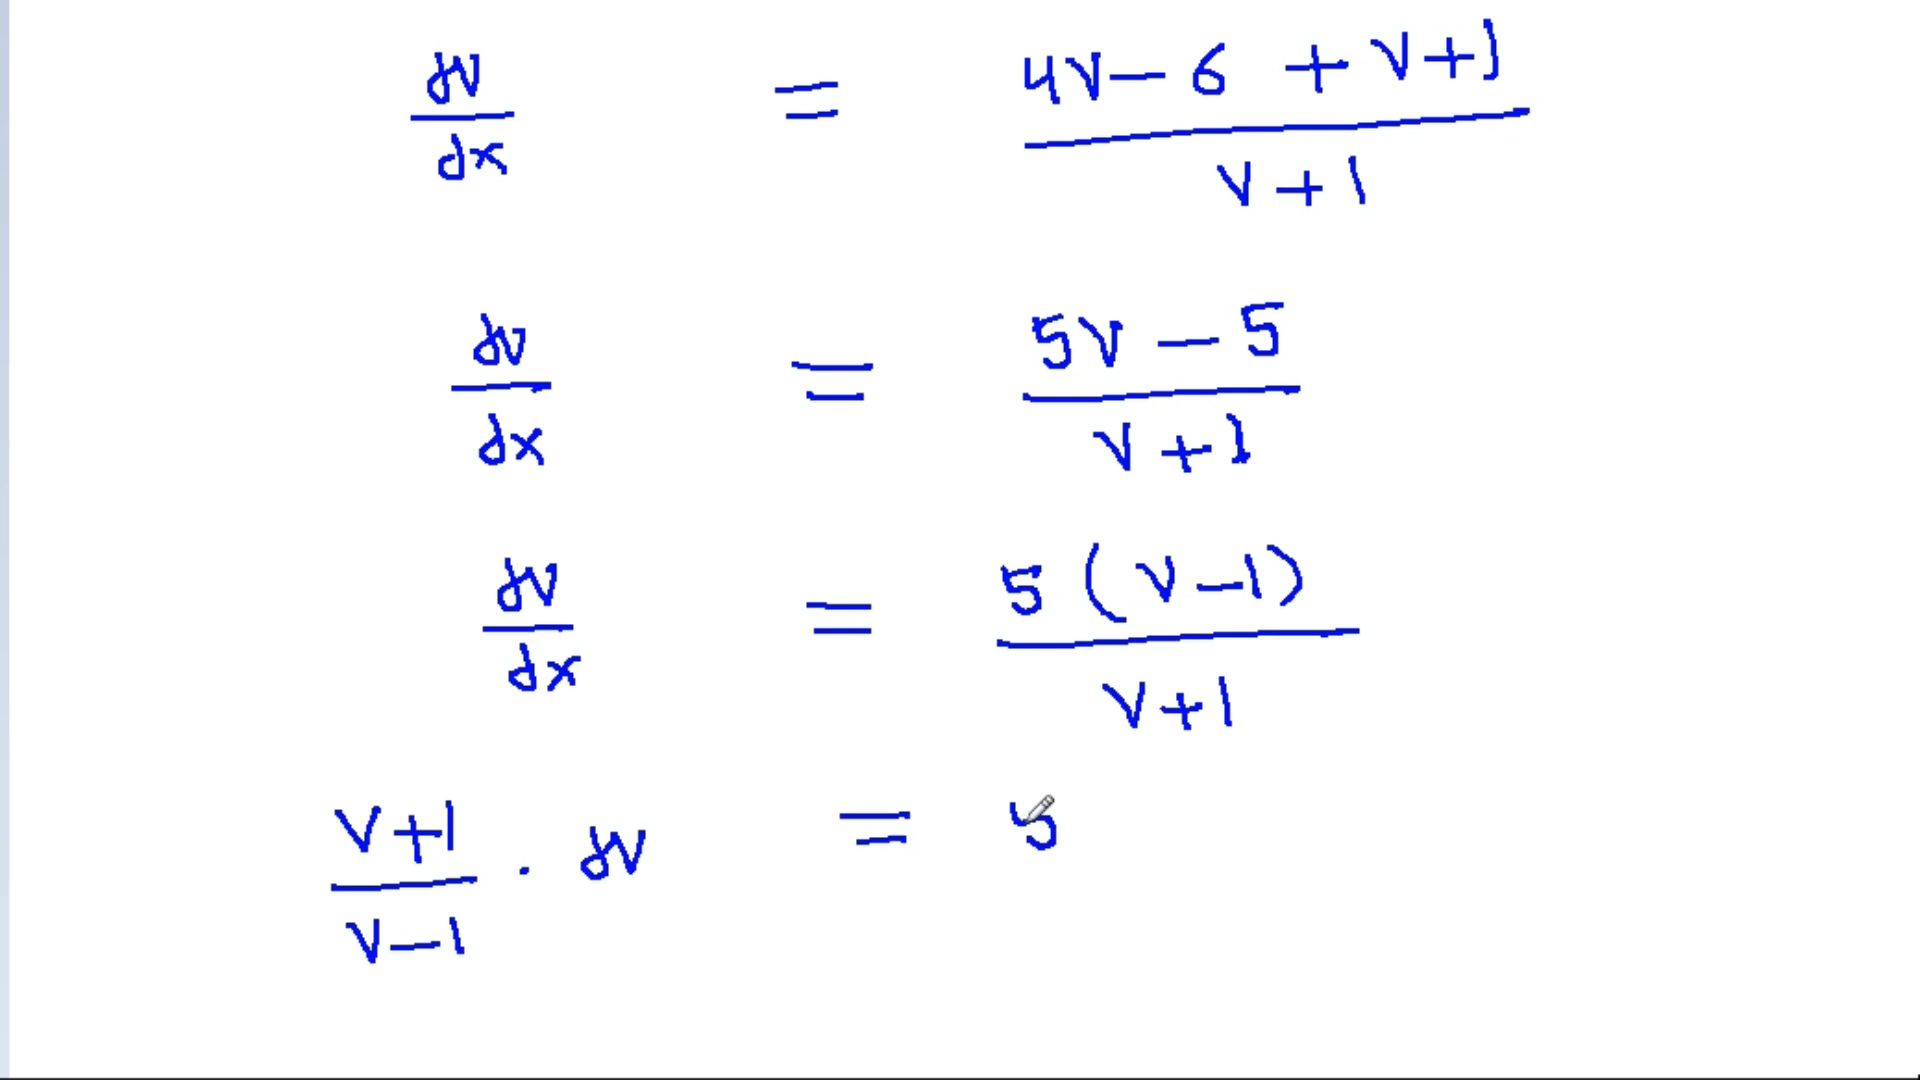 dv/dx = (4v - 6 + v + 1)/(v + 1)
dv/dx = (5v - 5)/(v + 1)
dv/dx = 5(v - 1)/(v + 1)
(v + 1)/(v - 1) . dv = 5